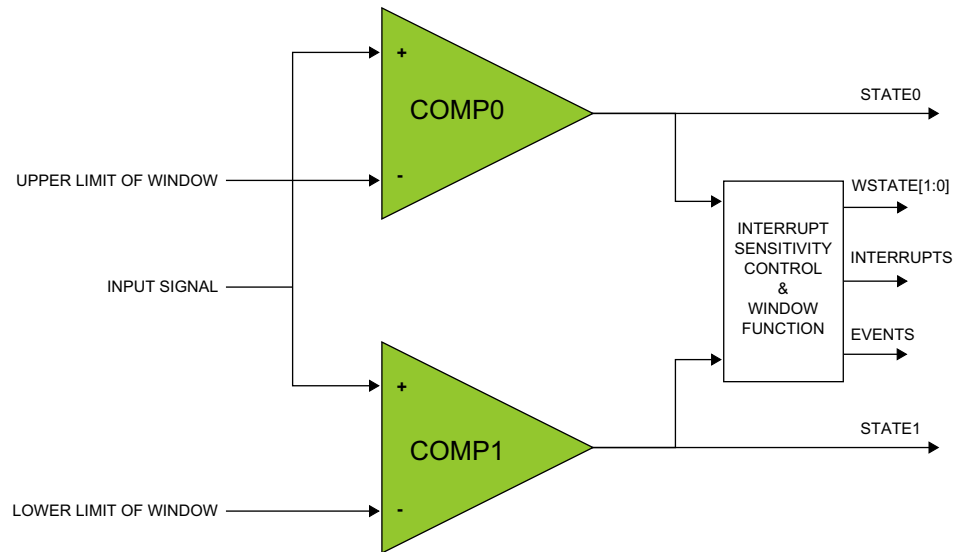 +
COMP0
-
STATE0
UPPER LIMIT OF WINDOW
WSTATE[1:0]
INTERRUPT
SENSITIVITY
CONTROL
&
WINDOW
FUNCTION
INTERRUPTS
EVENTS
INPUT SIGNAL
+
COMP1
-
STATE1
LOWER LIMIT OF WINDOW